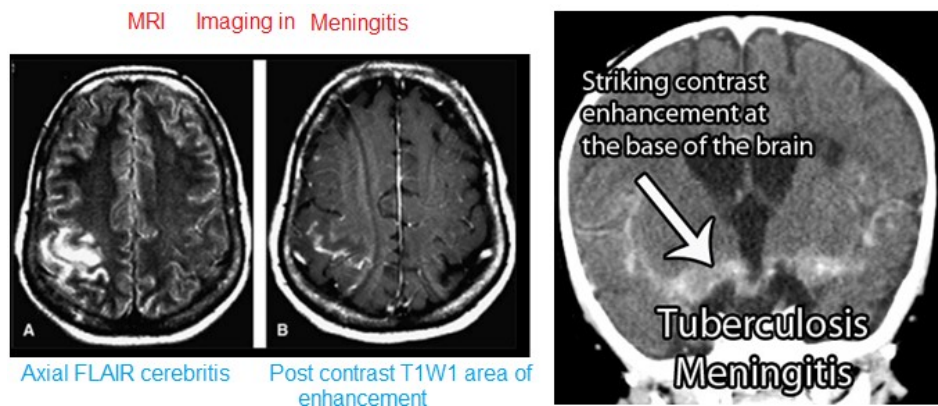 MRI Imaging in Meningitis
A
B
Axial FLAIR cerebritis
Post contrast T1W1 area of
enhancement
Striking contrast
enhancement at
the base of the brain
Tuberculosis
Meningitis